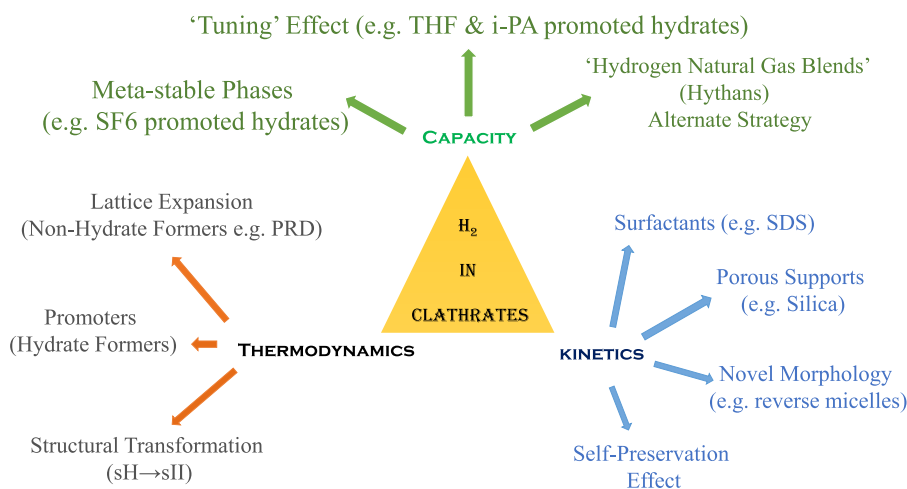 ‘Tuning’ Effect (e.g. THF & i-PA promoted hydrates)
‘Hydrogen Natural Gas Blends’
(Hythans)
Alternate Strategy
Meta-stable Phases
(e.g. SF6 promoted hydrates)
CAPACITY
Lattice Expansion
(Non-Hydrate Formers e.g. PRD)
H₂
IN
CLATHRATES
Surfactants (e.g. SDS)
Porous Supports
(e.g. Silica)
Promoters
(Hydrate Formers)
THERMODYNAMICS
KINETICS
Novel Morphology
(e.g. reverse micelles)
Structural Transformation
(sH→sII)
Self-Preservation
Effect